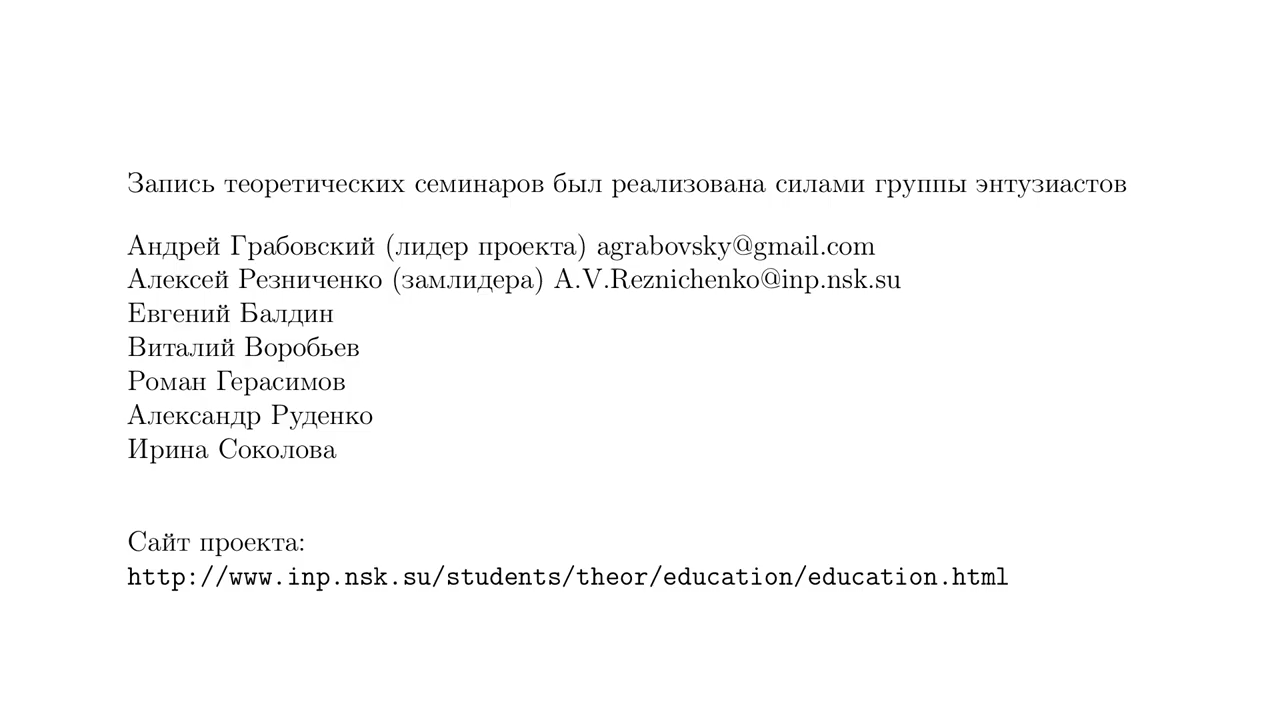 Запись теоретических семинаров был реализована силами группы энтузиастов
Андрей Грабовский (лидер проекта) agrabovsky@gmail.com
Алексей Резниченко (замлидера) A.V.Reznichenko@inp.nsk.su
Евгений Балдин
Виталий Воробьев
Роман Герасимов
Александр Руденко
Ирина Соколова
Сайт проекта:
http://www.inp.nsk.su/students/theor/education/education.html